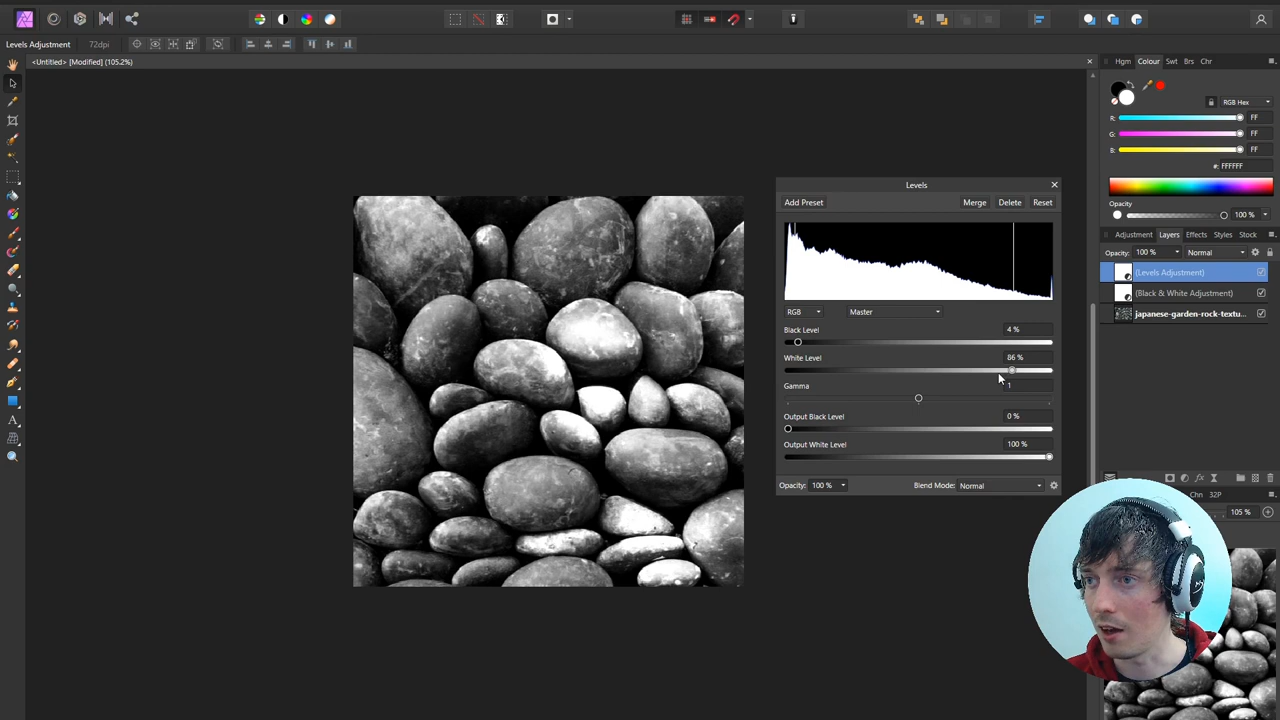 Levels Adjustment 72dpi
<Untitled> [Modified] (105.2%)
Hgm Colour Swt Brs Chr
RGB Hex
R: FF
G: FF
B: FF
#: FFFFFF
Opacity
100 %
Adjustment Layers Effects Styles Stock
Opacity: 100 % Normal
(Levels Adjustment)
(Black & White Adjustment)
japanese-garden-rock-textu...
Chn 32P
105 %
Levels
Add Preset Merge Delete Reset
RGB Master
Black Level 4 %
White Level 86 %
Gamma 1
Output Black Level 0 %
Output White Level 100 %
Opacity: 100 % Blend Mode: Normal